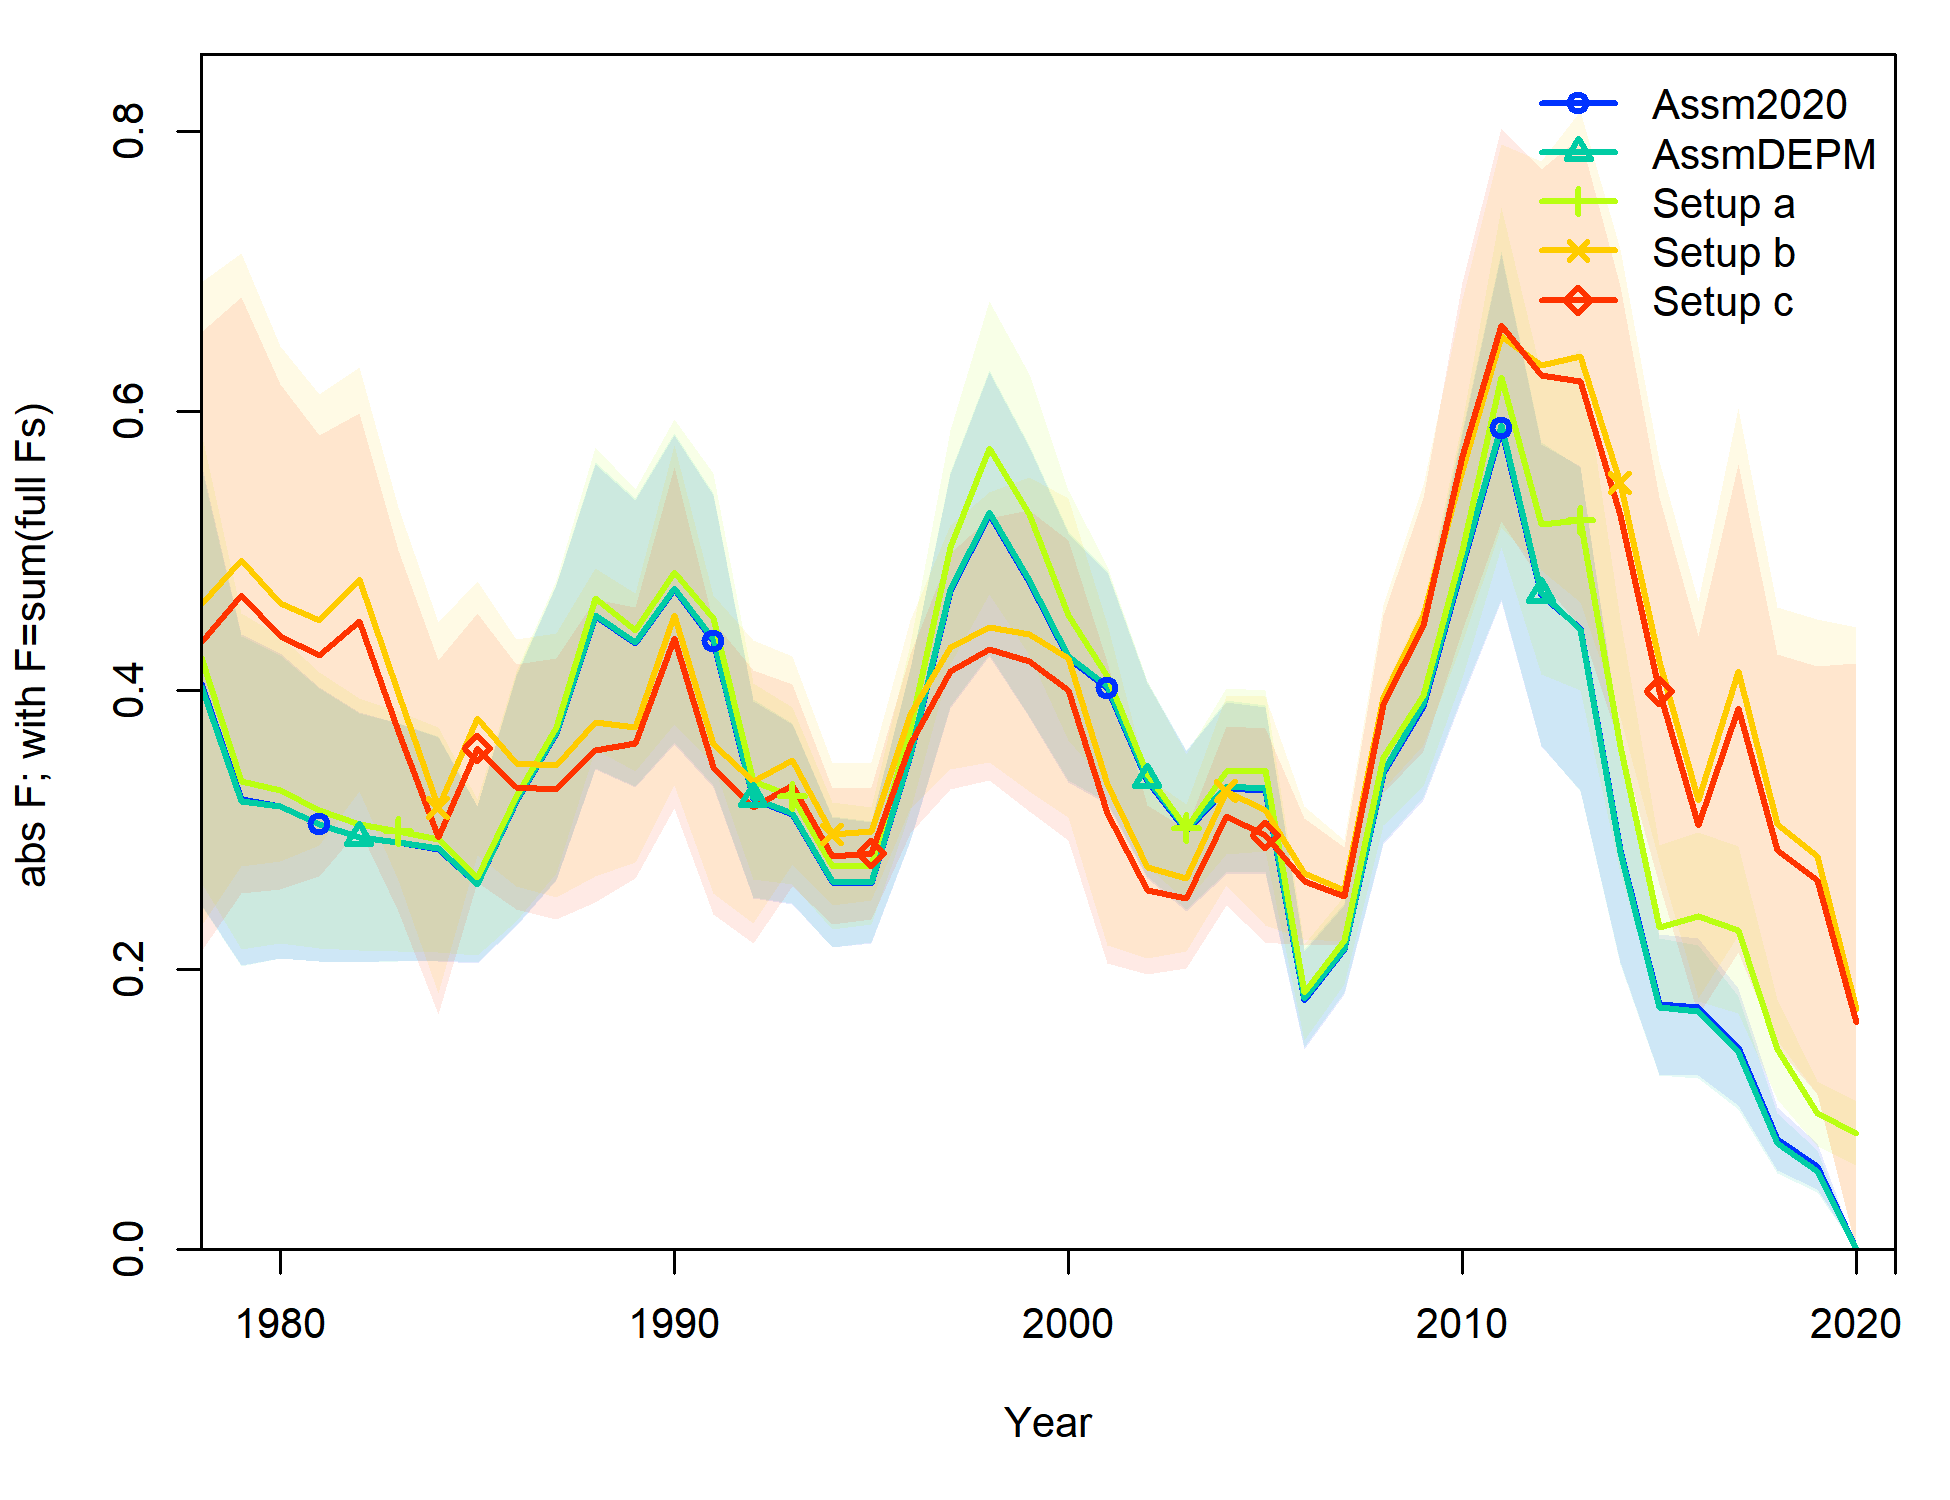 abs F; with F=sum(full Fs)
0.8
0.6
0.4
0.2
0.0
Assm2020
AssmDEPM
Setup a
Setup b
Setup c
1980 1990 2000 2010 2020
Year